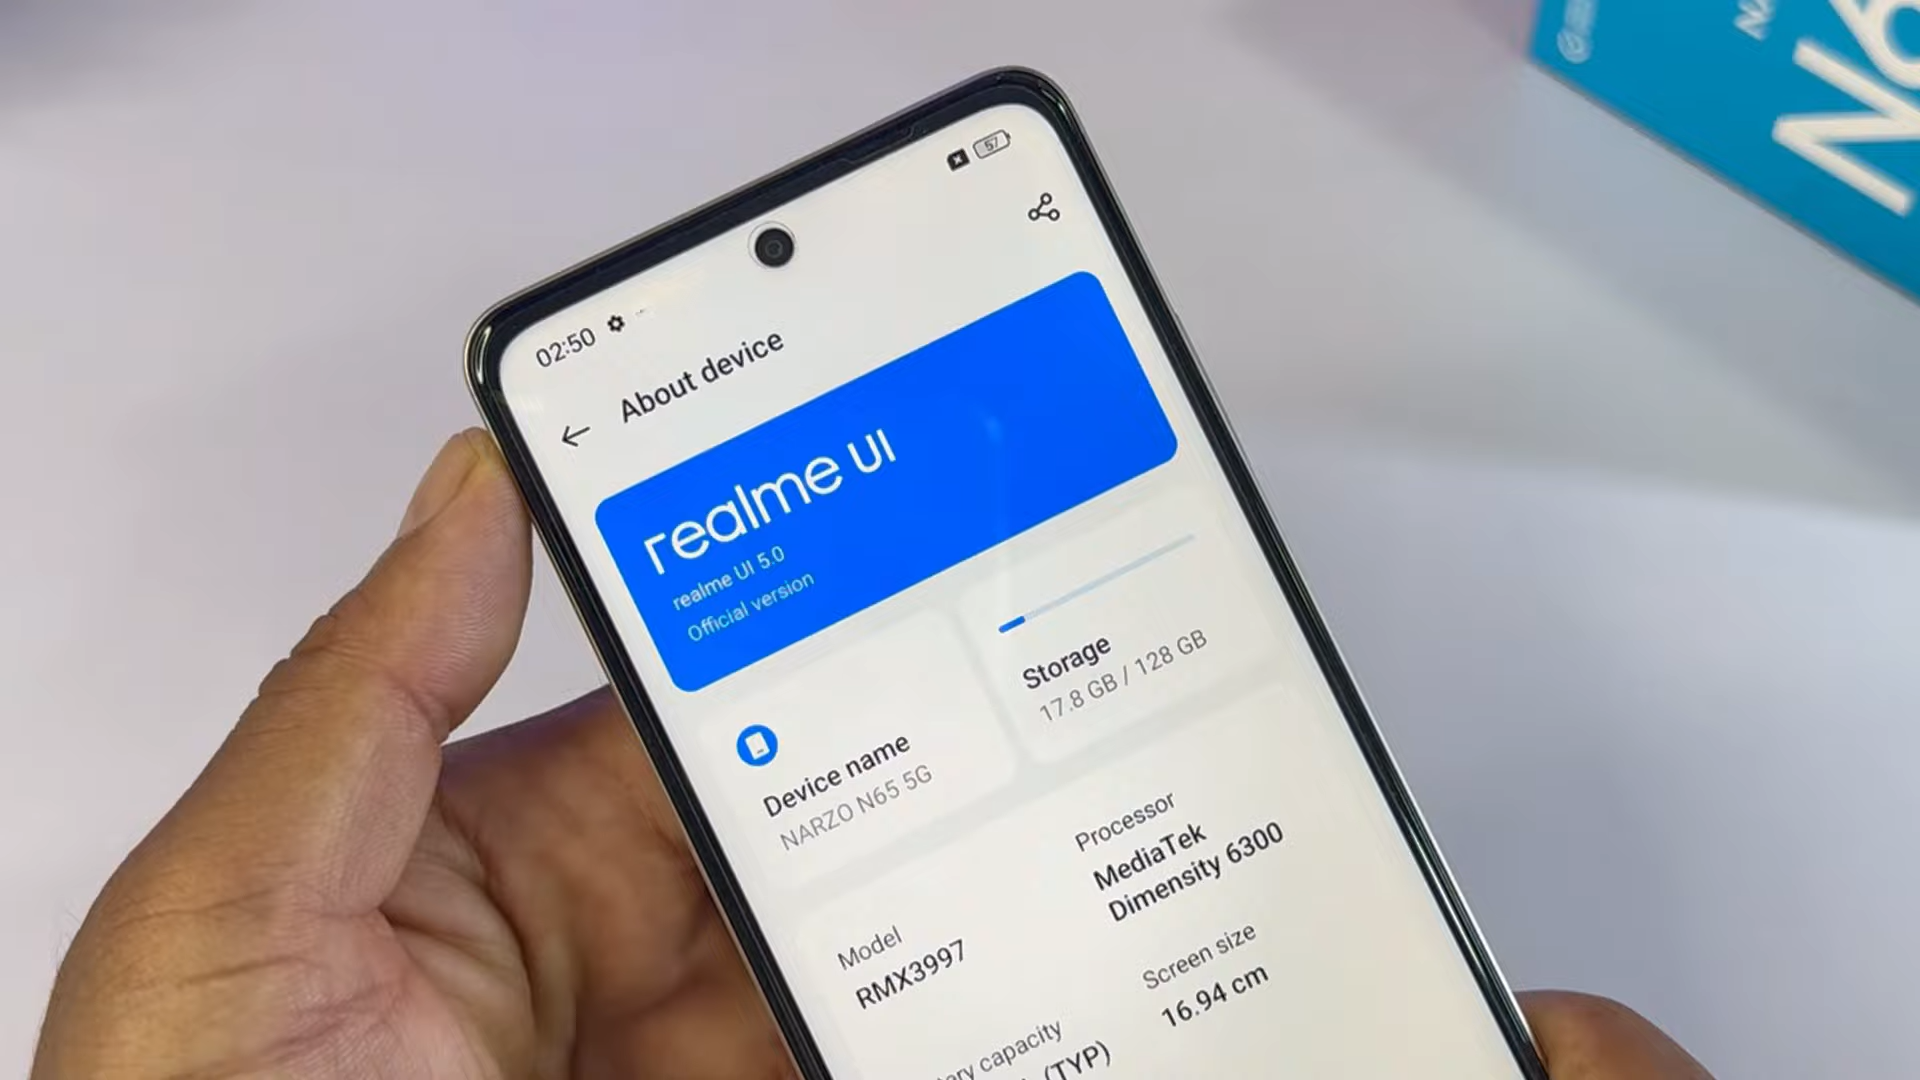 57
02:50
About device
realme UI
realme UI 5.0
Official version
Storage
17.8 GB / 128 GB
Device name
NARZO N65 5G
Processor
MediaTek
Dimensity 6300
Model
RMX3997
Screen size
16.94 cm
capacity
(TYP)